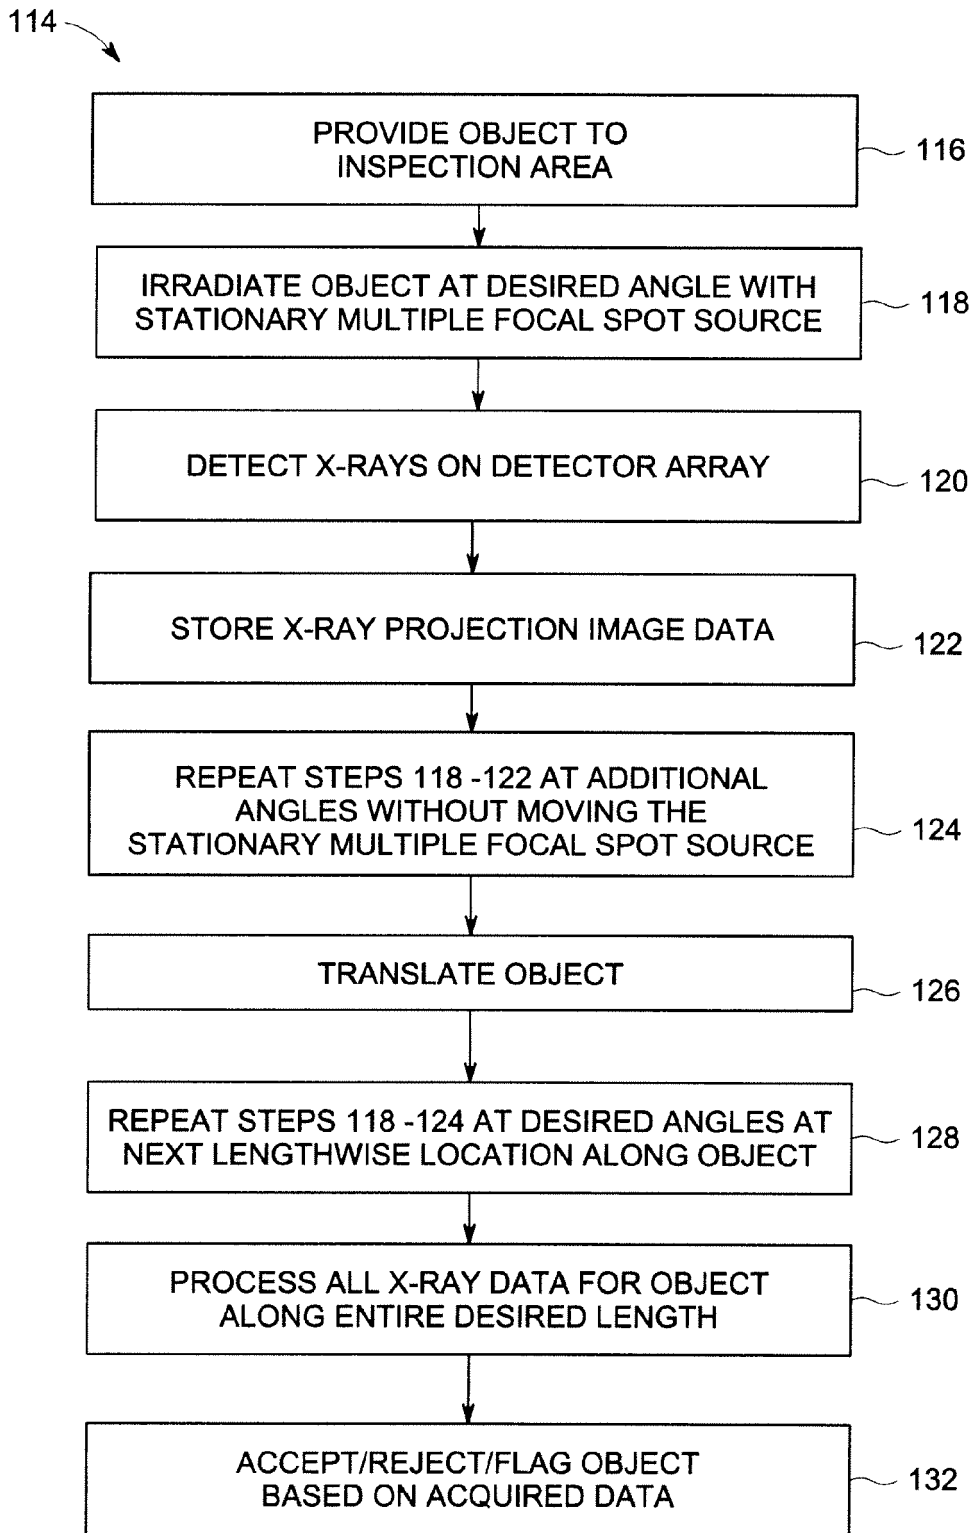 114
PROVIDE OBJECT TO
INSPECTION AREA
116
IRRADIATE OBJECT AT DESIRED ANGLE WITH
STATIONARY MULTIPLE FOCAL SPOT SOURCE
118
DETECT X-RAYS ON DETECTOR ARRAY
120
STORE X-RAY PROJECTION IMAGE DATA
122
REPEAT STEPS 118 -122 AT ADDITIONAL
ANGLES WITHOUT MOVING THE
STATIONARY MULTIPLE FOCAL SPOT SOURCE
124
TRANSLATE OBJECT
126
REPEAT STEPS 118 -124 AT DESIRED ANGLES AT
NEXT LENGTHWISE LOCATION ALONG OBJECT
128
PROCESS ALL X-RAY DATA FOR OBJECT
ALONG ENTIRE DESIRED LENGTH
130
ACCEPT/REJECT/FLAG OBJECT
BASED ON ACQUIRED DATA
132